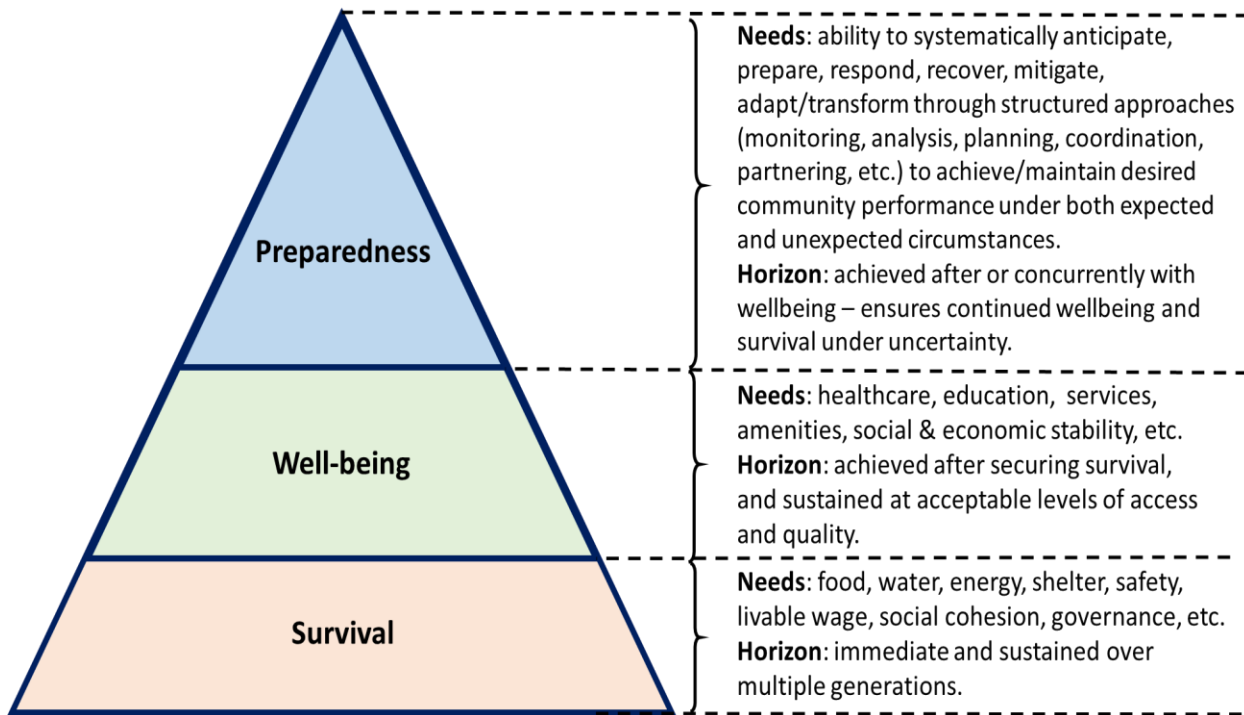 Needs: ability to systematically anticipate,
prepare, respond, recover, mitigate,
adapt/transform through structured approaches
(monitoring, analysis, planning, coordination,
partnering, etc.) to achieve/maintain desired
community performance under both expected
and unexpected circumstances.
Horizon: achieved after or concurrently with
wellbeing – ensures continued wellbeing and
survival under uncertainty.
Preparedness
Needs: healthcare, education,  services,
amenities, social & economic stability, etc.
Horizon: achieved after securing survival,
and sustained at acceptable levels of access
and quality.
Well-being
Needs: food, water, energy, shelter, safety,
livable wage, social cohesion, governance, etc.
Horizon: immediate and sustained over
multiple generations.
Survival